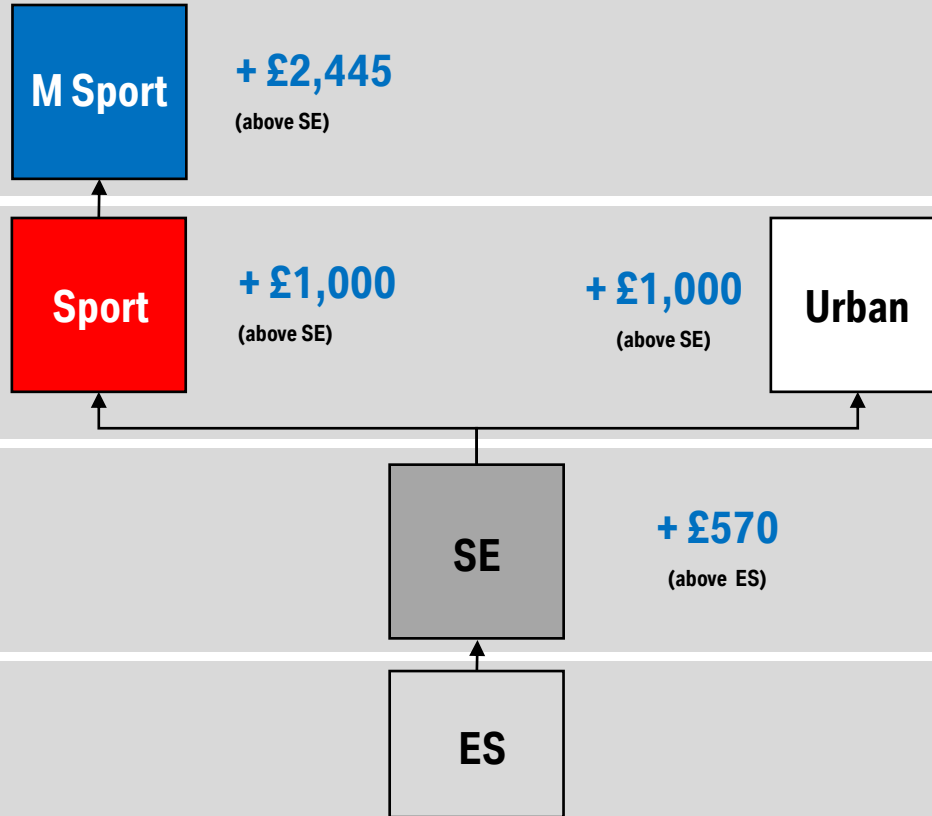 M Sport
+ £2,445
(above SE)
Sport
+ £1,000
(above SE)
+ £1,000
(above SE)
Urban
SE
+ £570
(above ES)
ES